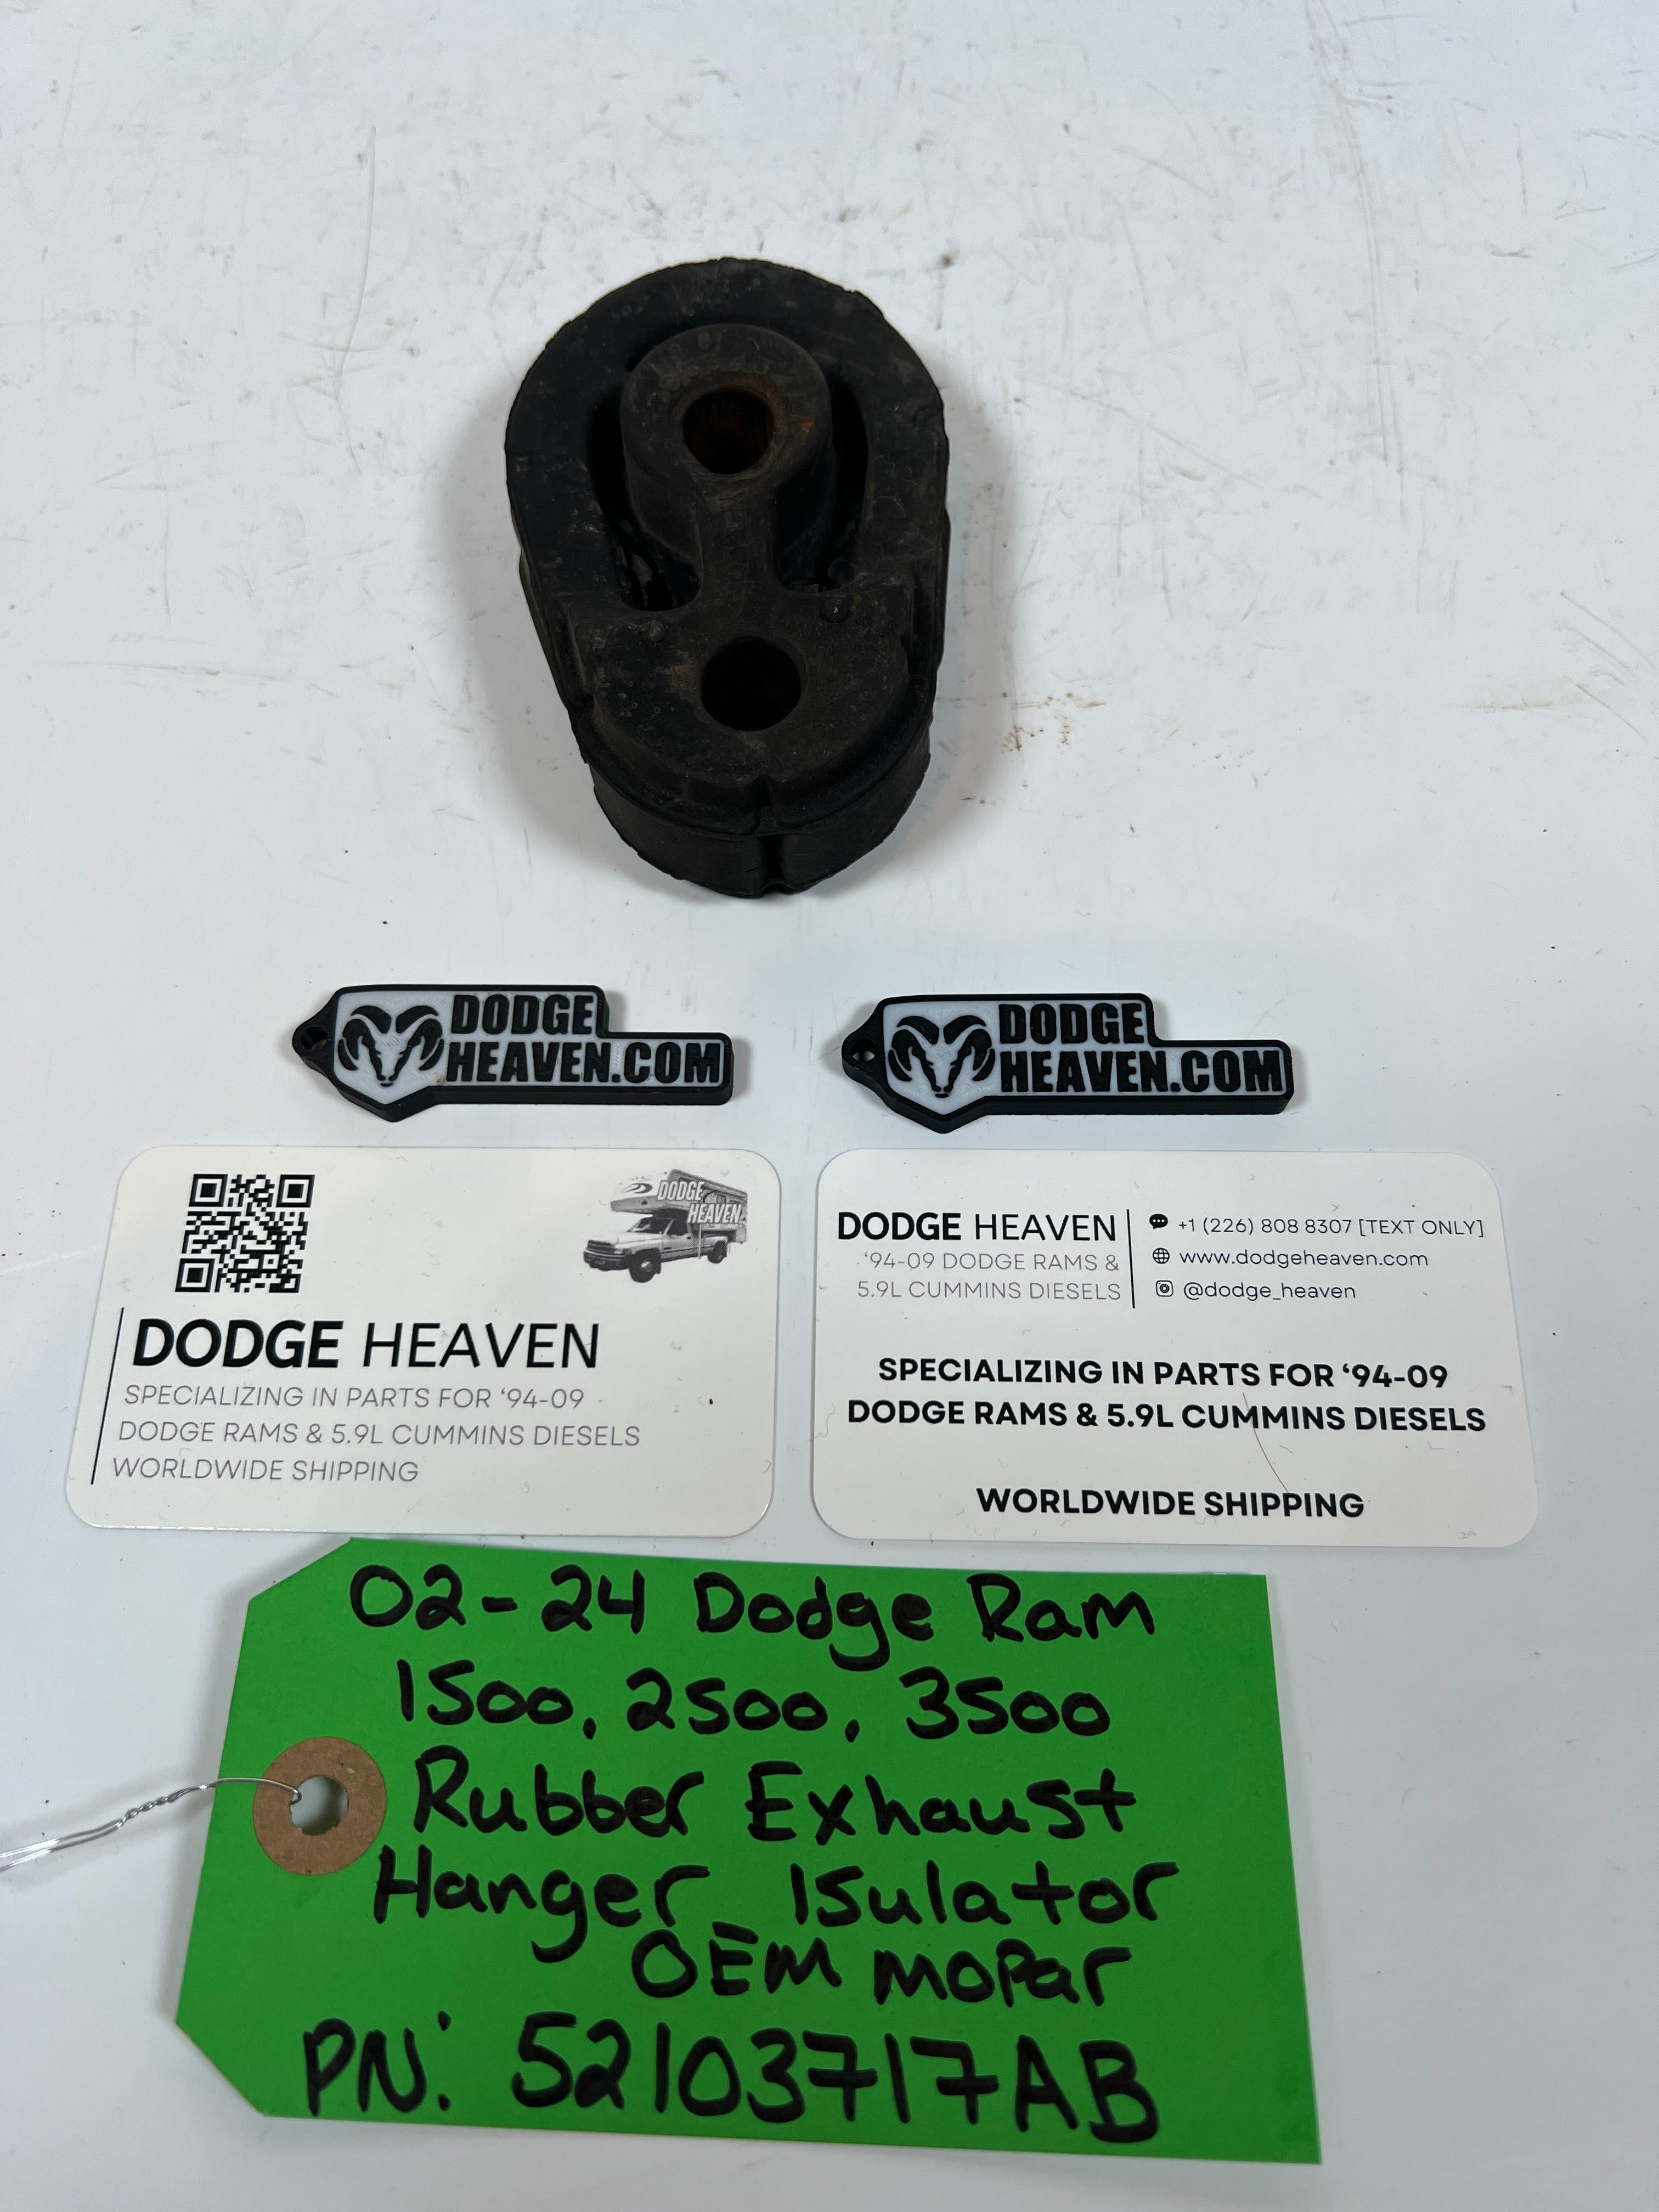 DODGE
HEAVEN.COM
DODGE
HEAVEN.COM
DODGE
HEAVEN
DODGE HEAVEN
SPECIALIZING IN PARTS FOR ‘94-09
DODGE RAMS & 5.9L CUMMINS DIESELS
WORLDWIDE SHIPPING
DODGE HEAVEN
‘94-09 DODGE RAMS &
5.9L CUMMINS DIESELS
+1 (226) 808 8307 [TEXT ONLY]
www.dodgeheaven.com
@dodge_heaven
SPECIALIZING IN PARTS FOR ‘94-09
DODGE RAMS & 5.9L CUMMINS DIESELS
WORLDWIDE SHIPPING
02-24 Dodge Ram
1500, 2500, 3500
Rubber Exhaust
Hanger Isulator
OEM Mopar
PN: 52103717AB